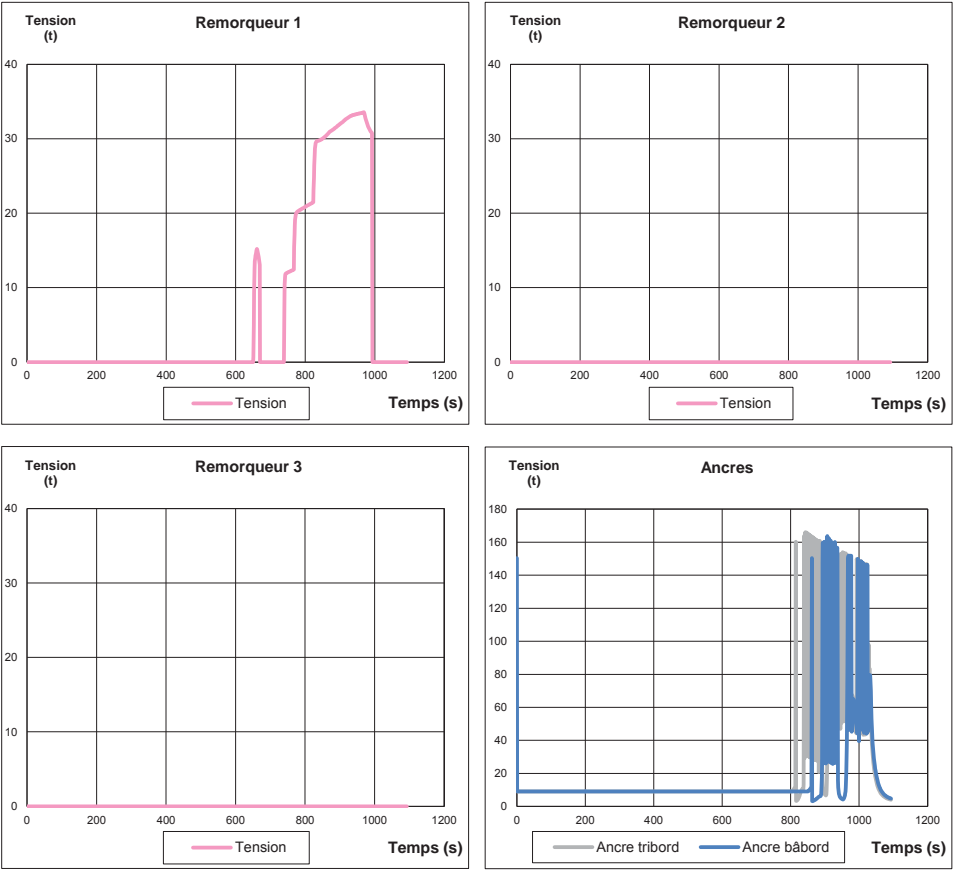 Tension
(t)
Remorqueur 1
40
30
20
10
0
0 200 400 600 800 1000 1200
Tension
Temps (s)
Tension
(t)
Remorqueur 2
40
30
20
10
0
0 200 400 600 800 1000 1200
Tension
Temps (s)
Tension
(t)
Remorqueur 3
40
30
20
10
0
0 200 400 600 800 1000 1200
Tension
Temps (s)
Tension
(t)
Ancres
180
160
140
120
100
80
60
40
20
0
0 200 400 600 800 1000 1200
Ancre tribord Ancre bâbord
Temps (s)